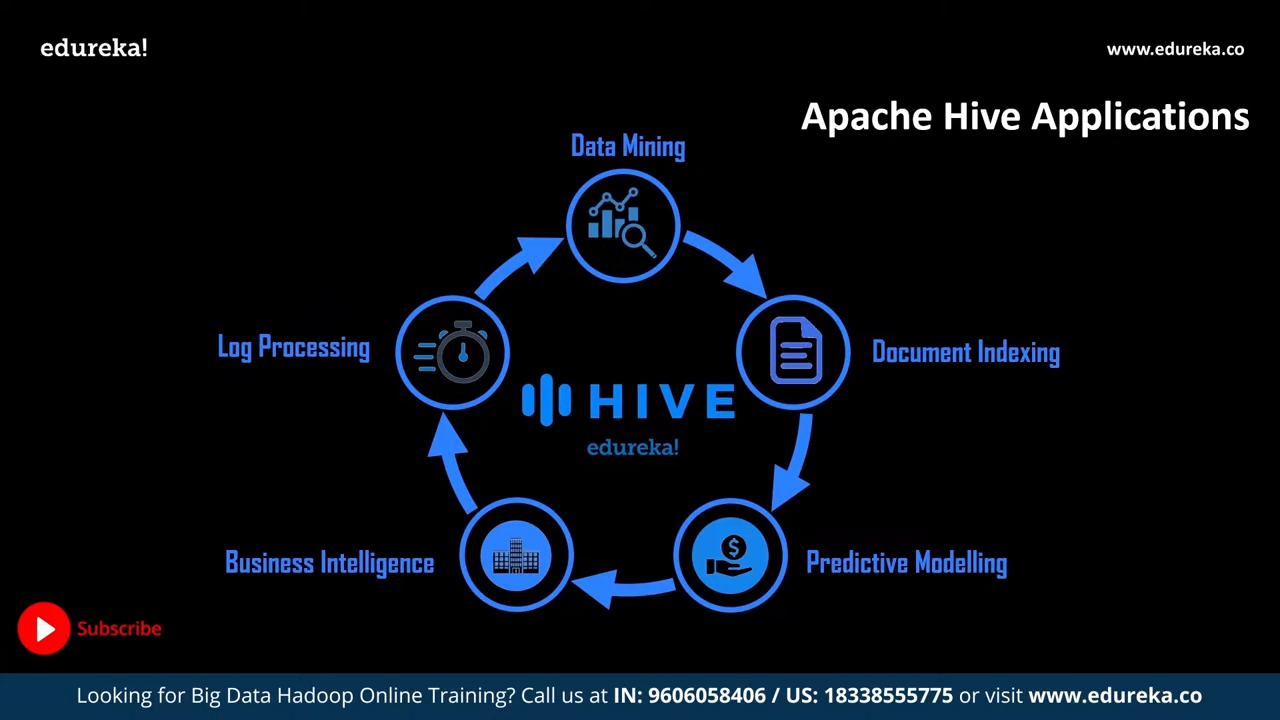 edureka!
www.edureka.co
Apache Hive Applications
Data Mining
Log Processing
Document Indexing
HIVE
edureka!
Business Intelligence
Predictive Modelling
Subscribe
Looking for Big Data Hadoop Online Training? Call us at IN: 9606058406 / US: 18338555775 or visit www.edureka.co